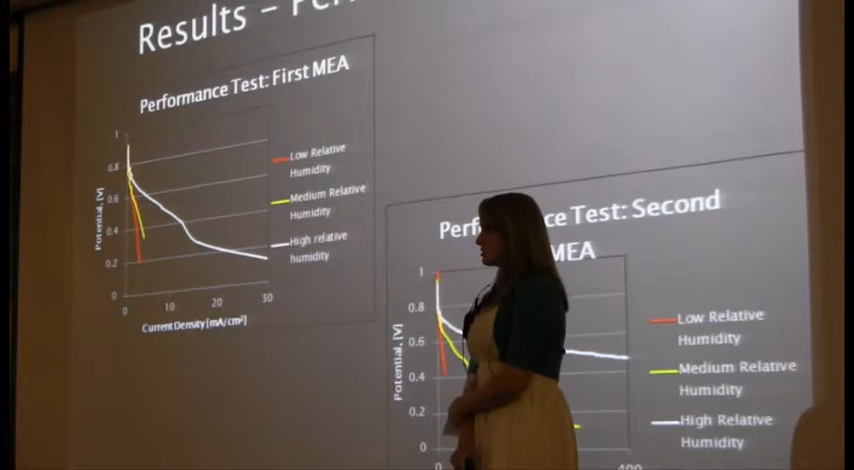 Results –
Performance Test: First MEA
1
0.8
0.6
0.4
0.2
0
0
10
20
30
Potential, [V]
Current Density [mA/cm²]
Low Relative
Humidity
Medium Relative
Humidity
High relative
humidity
Test: Second
MEA
1
0.8
0.6
0.4
0.2
0
0
400
Potential, [V]
Low Relative
Humidity
Medium Relative
Humidity
High Relative
Humidity